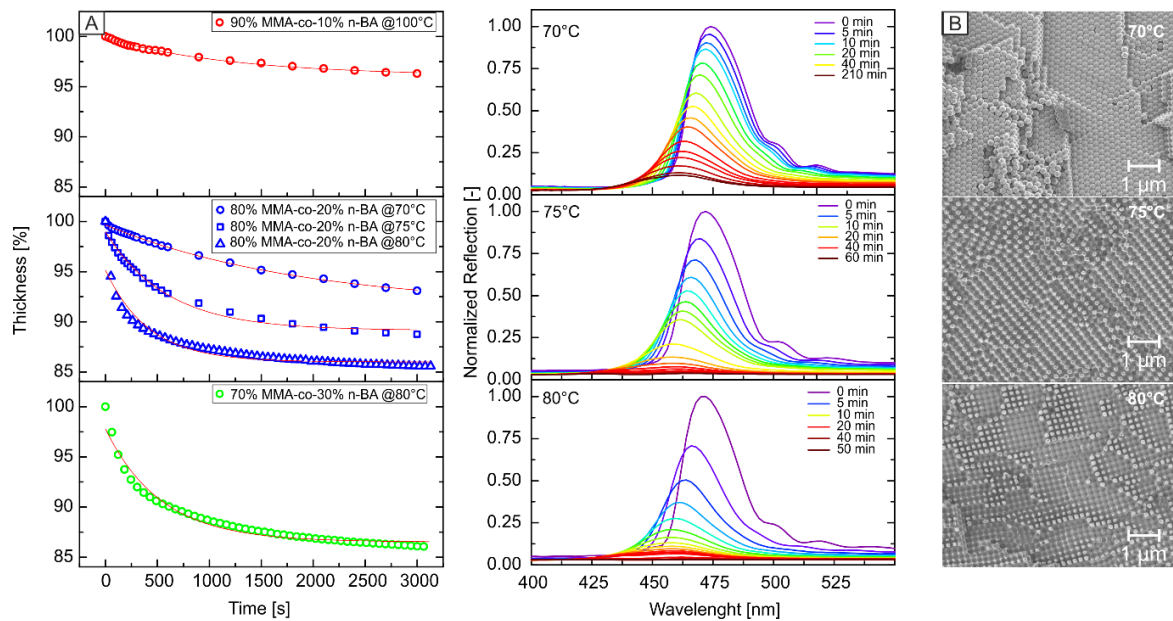 A
90% MMA-co-10% n-BA @100°C
100
95
90
85
80% MMA-co-20% n-BA @70°C
80% MMA-co-20% n-BA @75°C
80% MMA-co-20% n-BA @80°C
100
95
90
85
70% MMA-co-30% n-BA @80°C
100
95
90
85
Thickness [%]
0 500 1000 1500 2000 2500 3000
Time [s]
70°C
0 min
5 min
10 min
20 min
40 min
210 min
1.00
0.75
0.50
0.25
0.00
75°C
0 min
5 min
10 min
20 min
40 min
60 min
1.00
0.75
0.50
0.25
0.00
80°C
0 min
5 min
10 min
20 min
40 min
50 min
1.00
0.75
0.50
0.25
0.00
Normalized Reflection [-]
400 425 450 475 500 525
Wavelenght [nm]
B
70°C
1 µm
75°C
1 µm
80°C
1 µm